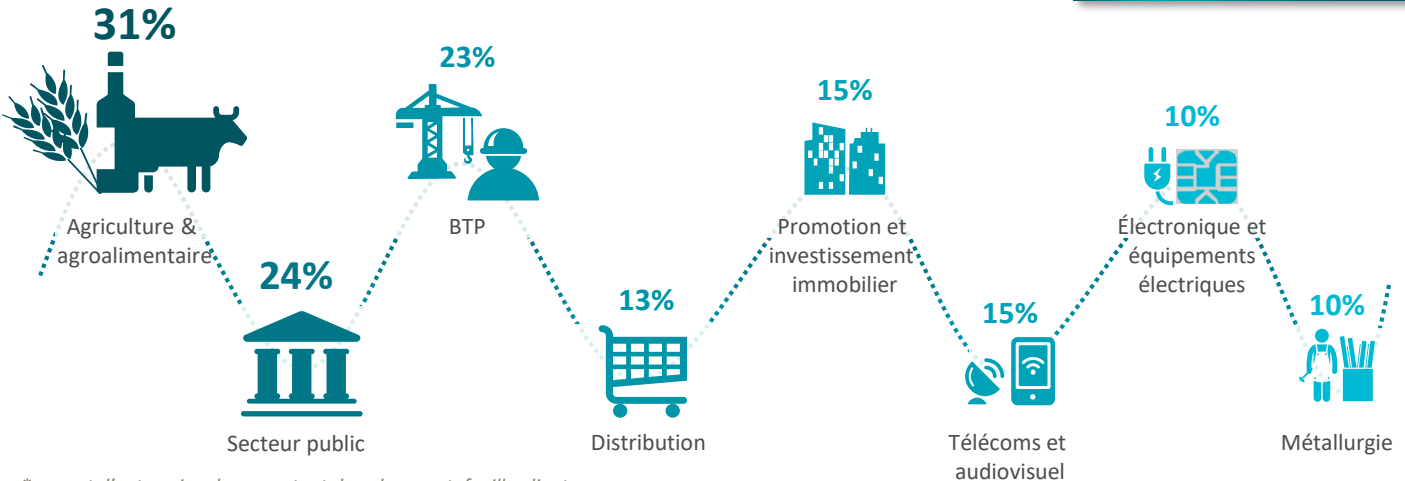 31%
Agriculture &
agroalimentaire
24%
Secteur public
23%
BTP
13%
Distribution
15%
Promotion et
investissement
immobilier
15%
Télécoms et
audiovisuel
10%
Électronique et
équipements
électriques
10%
Métallurgie